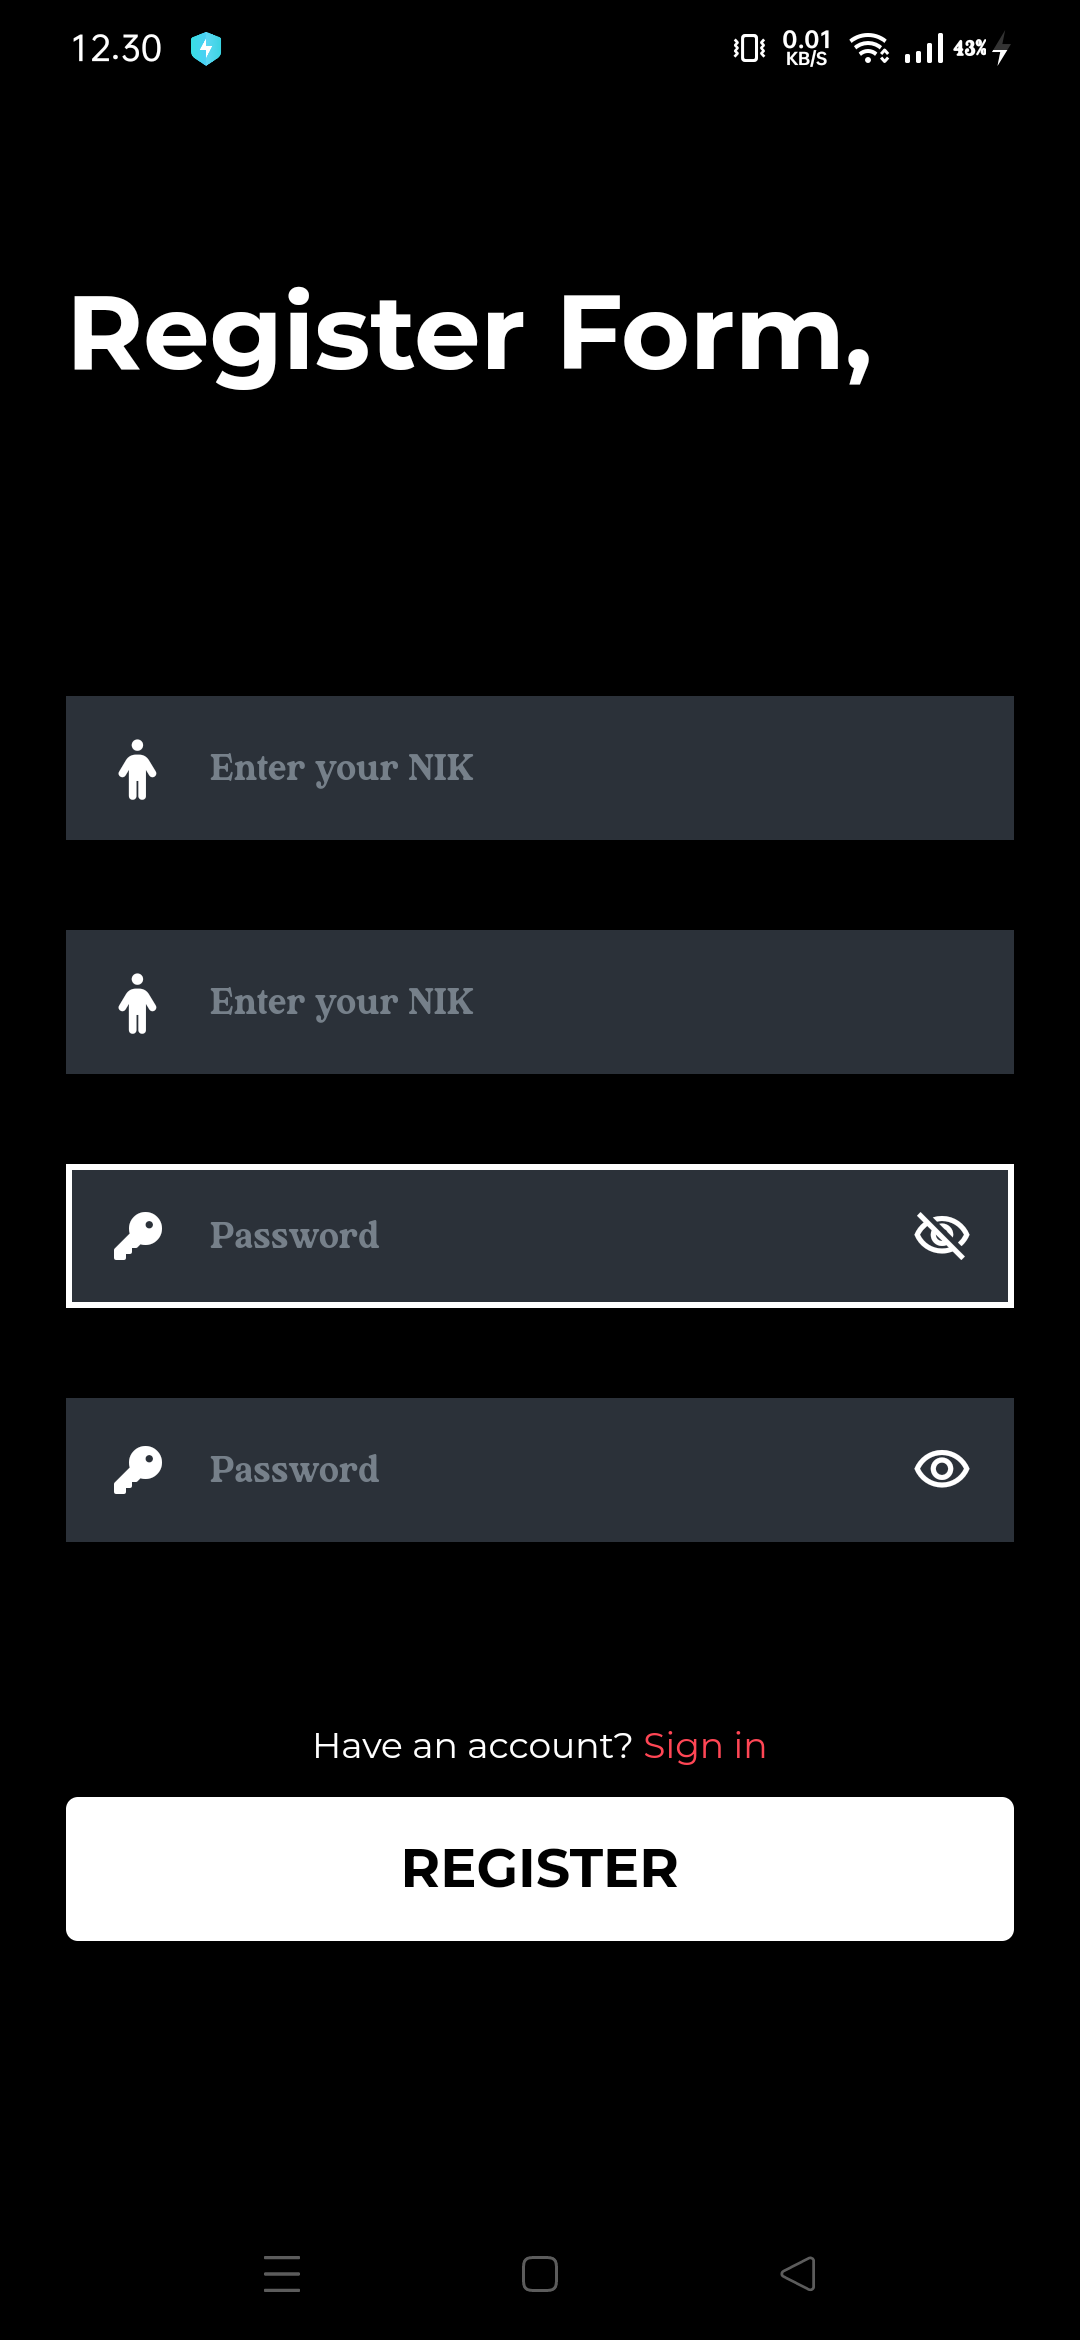 12.30 0.01 KB/S 43%
Register Form,
Enter your NIK
Enter your NIK
Password
Password
Have an account? Sign in
REGISTER